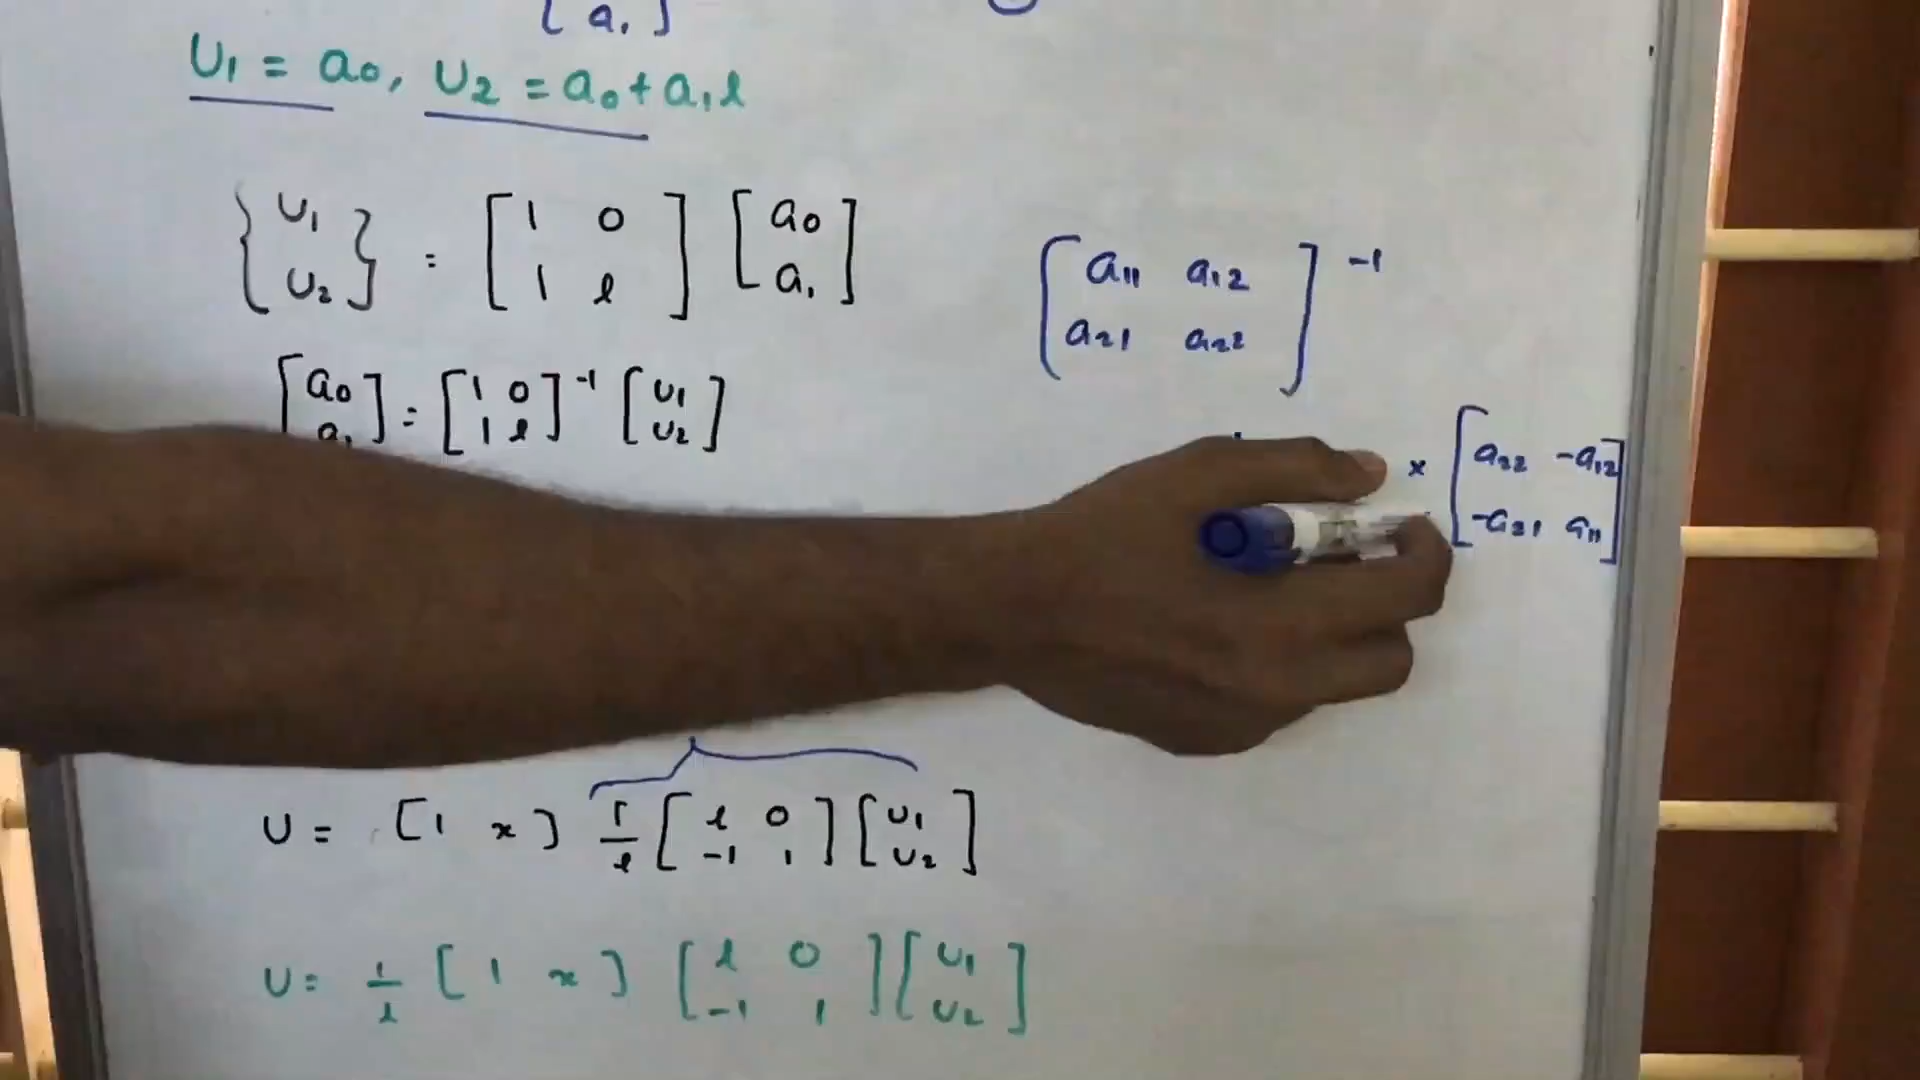 [ a₁ ]
U₁ = a₀, U₂ = a₀ + a₁l
{ U₁ U₂ } = [ 1 0 1 l ] [ a₀ a₁ ]
[ a₀ a₁ ] = [ 1 0 1 l ]⁻¹ [ U₁ U₂ ]
[ a₁₁ a₁₂ a₂₁ a₂₂ ]⁻¹
× [ a₂₂ -a₁₂ -a₂₁ a₁₁ ]
U = [ 1 x ] 1/l [ l 0 -1 1 ] [ U₁ U₂ ]
U = 1/l [ 1 x ] [ l 0 -1 1 ] [ U₁ U₂ ]